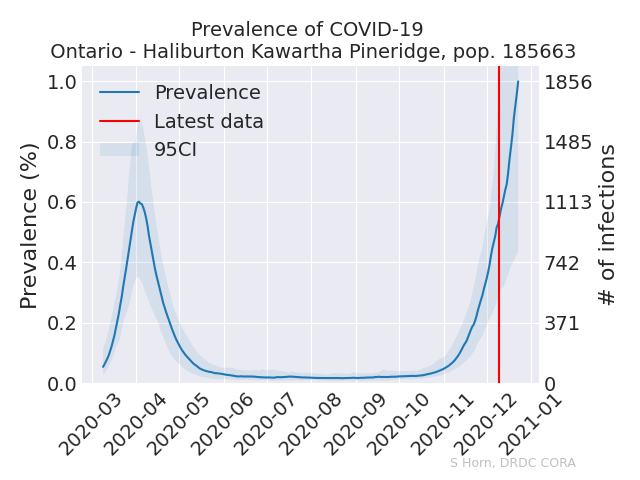 Prevalence of COVID-19
Ontario - Haliburton Kawartha Pineridge, pop. 185663
Prevalence
Latest data
95CI
Prevalence (%)
1.0
0.8
0.6
0.4
0.2
0.0
1856
1485
1113
742
371
0
# of infections
2020-03
2020-04
2020-05
2020-06
2020-07
2020-08
2020-09
2020-10
2020-11
2020-12
2021-01
S Horn, DRDC CORA